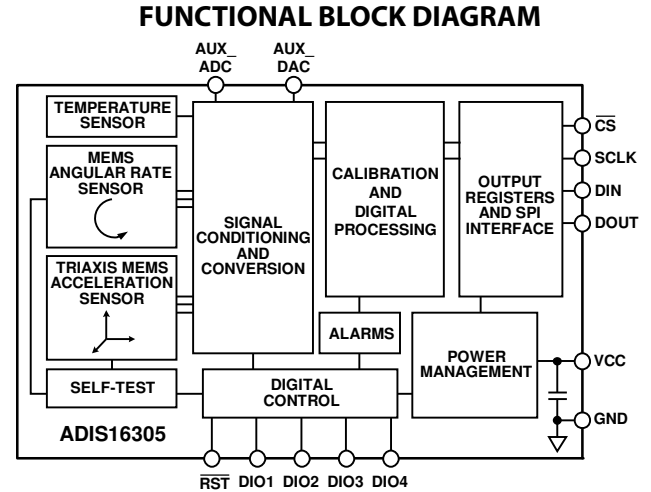 FUNCTIONAL BLOCK DIAGRAM
AUX_
ADC
AUX_
DAC
TEMPERATURE
SENSOR
MEMS
ANGULAR RATE
SENSOR
TRIAXIS MEMS
ACCELERATION
SENSOR
SELF-TEST
SIGNAL
CONDITIONING
AND
CONVERSION
CALIBRATION
AND
DIGITAL
PROCESSING
OUTPUT
REGISTERS
AND SPI
INTERFACE
ALARMS
POWER
MANAGEMENT
DIGITAL
CONTROL
CS
SCLK
DIN
DOUT
VCC
GND
ADIS16305
RST
DIO1
DIO2
DIO3
DIO4